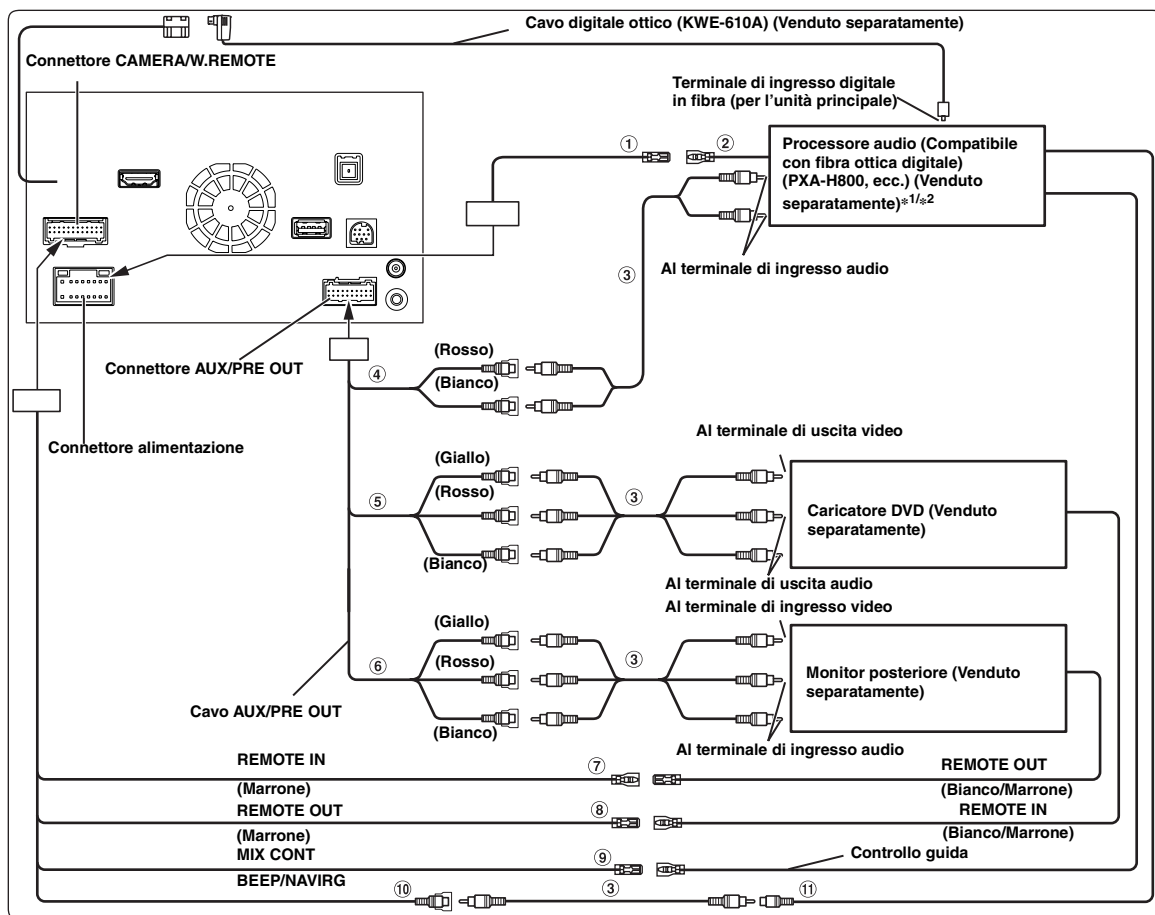 Cavo digitale ottico (KWE-610A) (Venduto separatamente)
Connettore CAMERA/W.REMOTE
Terminale di ingresso digitale
in fibra (per l'unità principale)
① ②
Processore audio (Compatibile
con fibra ottica digitale)
(PXA-H800, ecc.) (Venduto
separatamente)*1/*2
Al terminale di ingresso audio
③
Connettore AUX/PRE OUT
④
(Rosso)
(Bianco)
Connettore alimentazione
Al terminale di uscita video
(Giallo)
(Rosso)
⑤
③
Caricatore DVD (Venduto
separatamente)
(Bianco)
Al terminale di uscita audio
Al terminale di ingresso video
(Giallo)
(Rosso)
⑥
③
Monitor posteriore (Venduto
separatamente)
Cavo AUX/PRE OUT
(Bianco)
Al terminale di ingresso audio
REMOTE IN
(Marrone)
⑦
REMOTE OUT
(Bianco/Marrone)
REMOTE OUT
(Marrone)
⑧
REMOTE IN
(Bianco/Marrone)
MIX CONT
⑨
Controllo guida
BEEP/NAVIRG
⑩ ③ ⑪